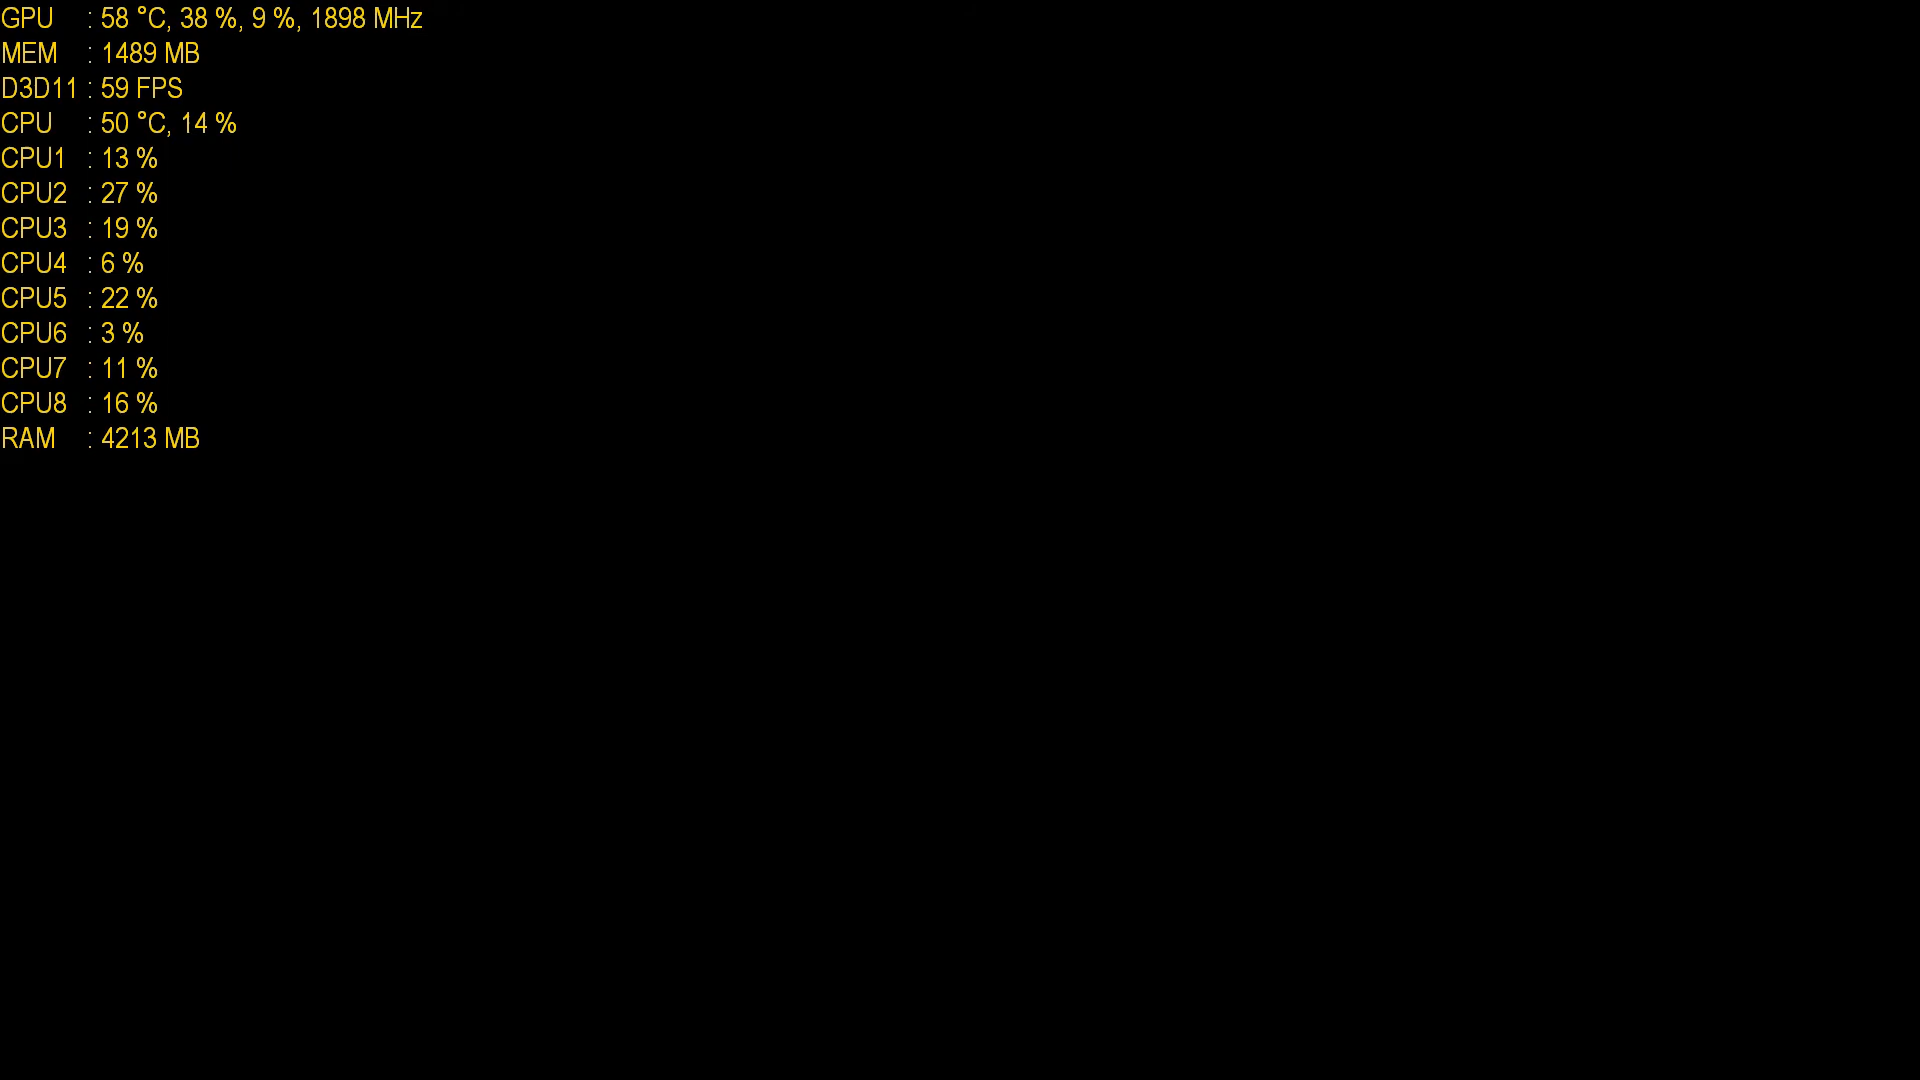 GPU : 58 °C, 38 %, 9 %, 1898 MHz
MEM : 1489 MB
D3D11 : 59 FPS
CPU : 50 °C, 14 %
CPU1 : 13 %
CPU2 : 27 %
CPU3 : 19 %
CPU4 : 6 %
CPU5 : 22 %
CPU6 : 3 %
CPU7 : 11 %
CPU8 : 16 %
RAM : 4213 MB